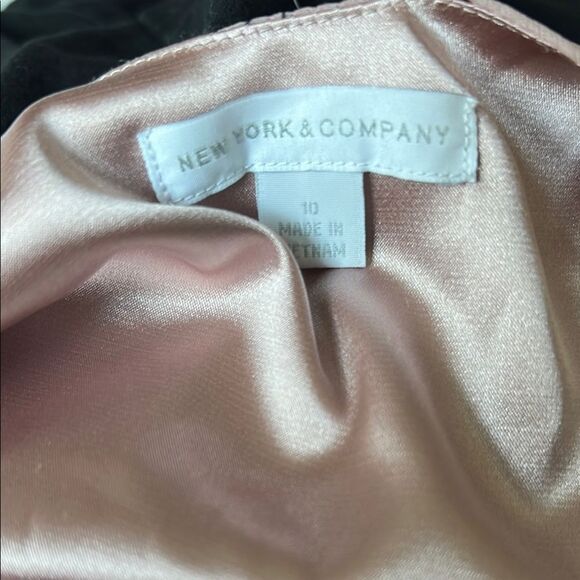 NEW YORK & COMPANY
10
MADE IN
VIETNAM